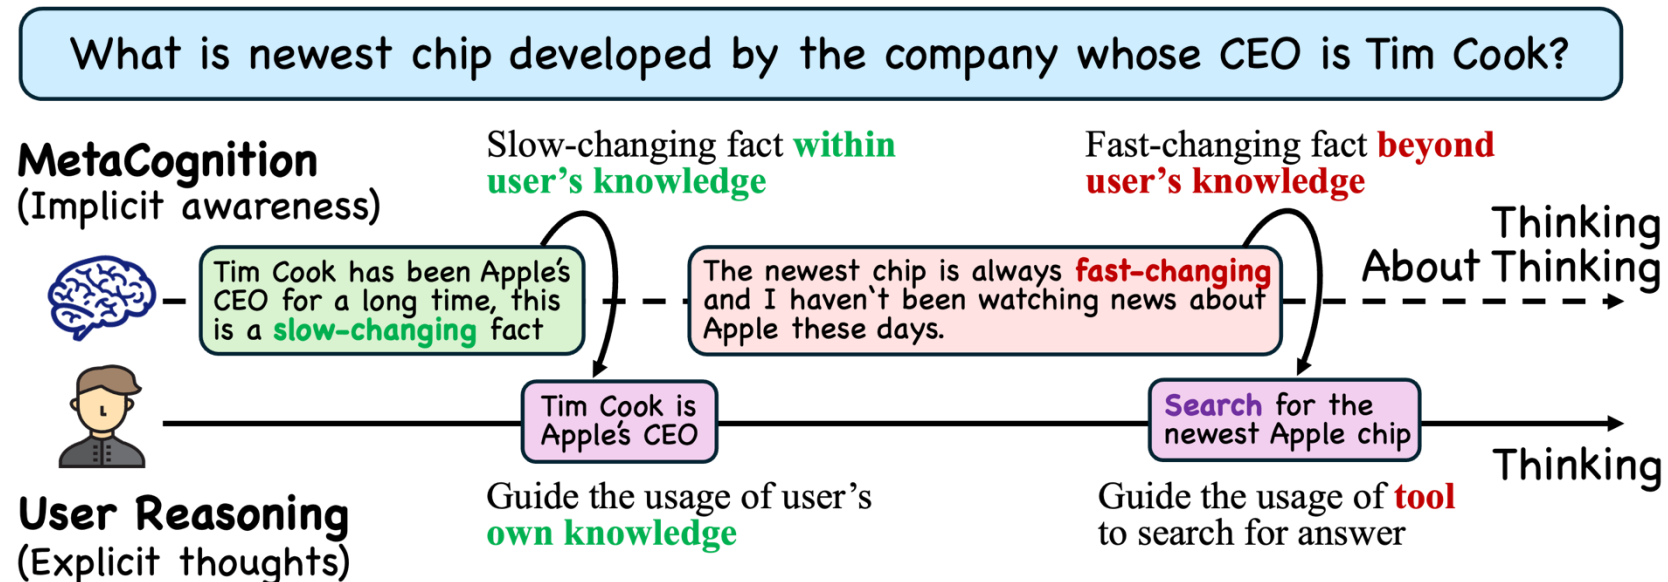 What is newest chip developed by the company whose CEO is Tim Cook?
MetaCognition
(Implicit awareness)
Slow-changing fact within
user's knowledge
Fast-changing fact beyond
user's knowledge
Thinking
About Thinking
Tim Cook has been Apple's
CEO for a long time, this
is a slow-changing fact
The newest chip is always fast-changing
and I haven't been watching news about
Apple these days.
Tim Cook is
Apple's CEO
Search for the
newest Apple chip
Thinking
User Reasoning
(Explicit thoughts)
Guide the usage of user's
own knowledge
Guide the usage of tool
to search for answer